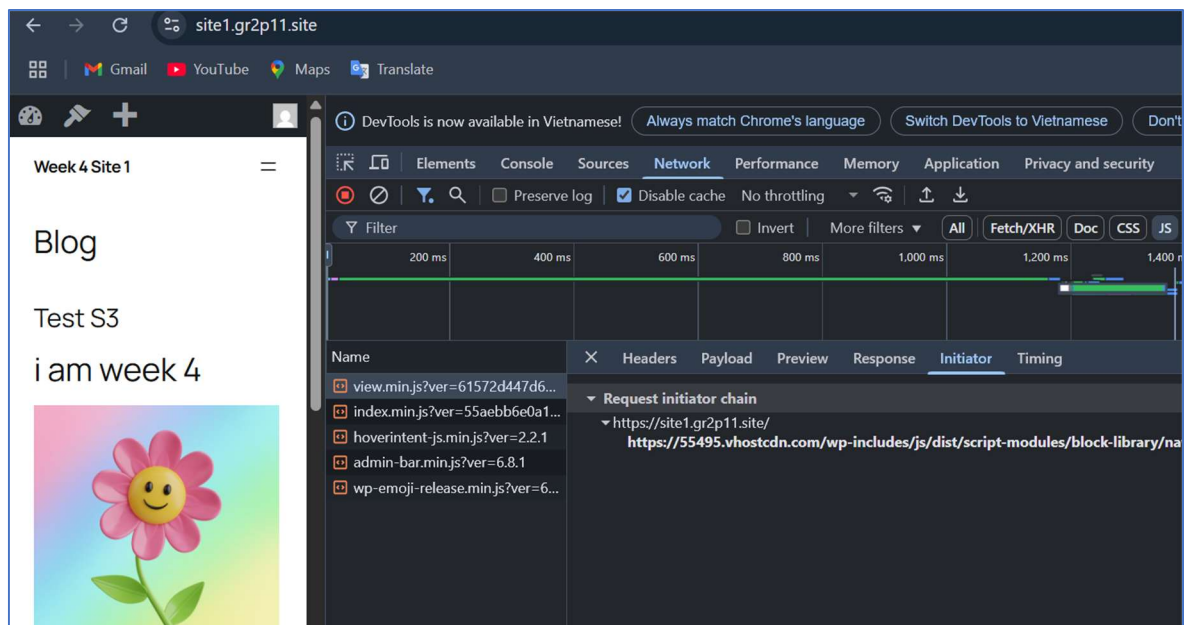 site1.gr2p11.site
Gmail YouTube Maps Translate
DevTools is now available in Vietnamese! Always match Chrome's language Switch DevTools to Vietnamese Don't
Elements Console Sources Network Performance Memory Application Privacy and security
Preserve log Disable cache No throttling
Filter Invert More filters All Fetch/XHR Doc CSS JS
200 ms 400 ms 600 ms 800 ms 1,000 ms 1,200 ms 1,400 m
Name Headers Payload Preview Response Initiator Timing
view.min.js?ver=61572d447d6...
index.min.js?ver=55aebb6e0a1...
hoverintent-js.min.js?ver=2.2.1
admin-bar.min.js?ver=6.8.1
wp-emoji-release.min.js?ver=6...
Request initiator chain
https://site1.gr2p11.site/
https://55495.vhostcdn.com/wp-includes/js/dist/script-modules/block-library/na
Week 4 Site 1
Blog
Test S3
i am week 4